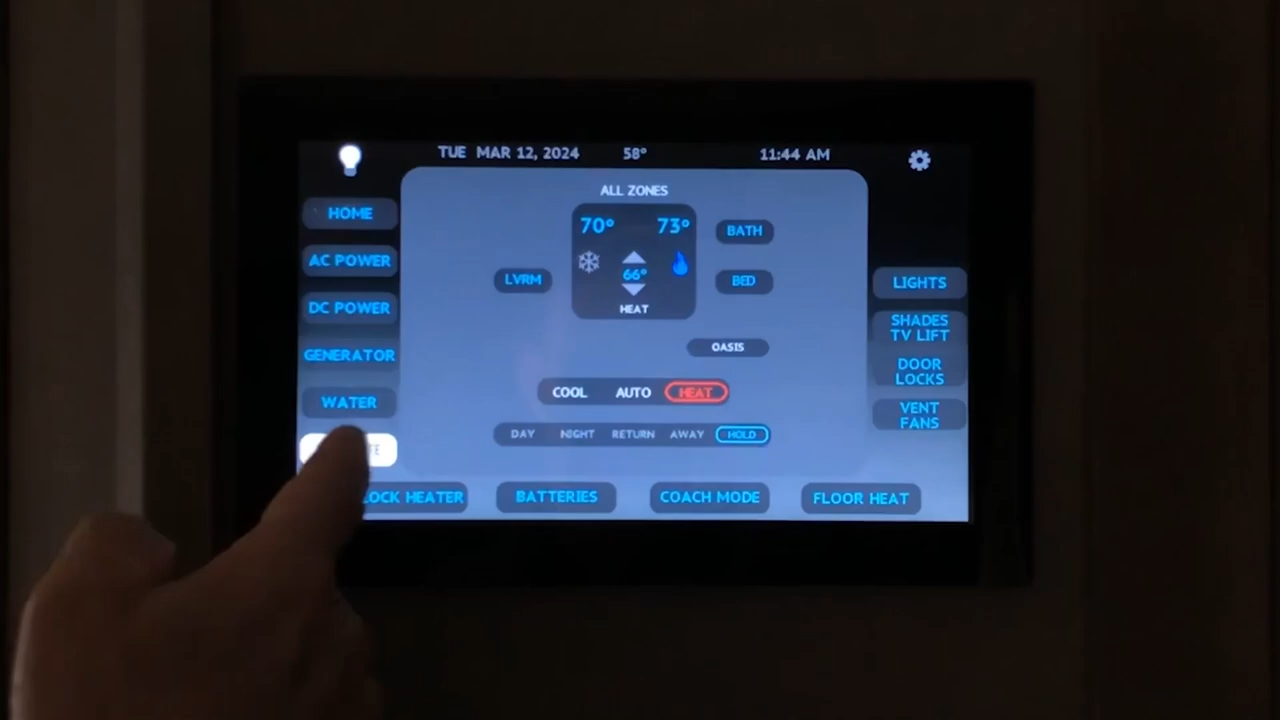 TUE MAR 12, 2024 58° 11:44 AM
ALL ZONES
HOME
AC POWER
DC POWER
GENERATOR
WATER
70° 73°
66°
HEAT
LVRM
BATH
BED
OASIS
COOL AUTO HEAT
DAY NIGHT RETURN AWAY HOLD
LIGHTS
SHADES
TV LIFT
DOOR
LOCKS
VENT
FANS
HEATER
BATTERIES
COACH MODE
FLOOR HEAT